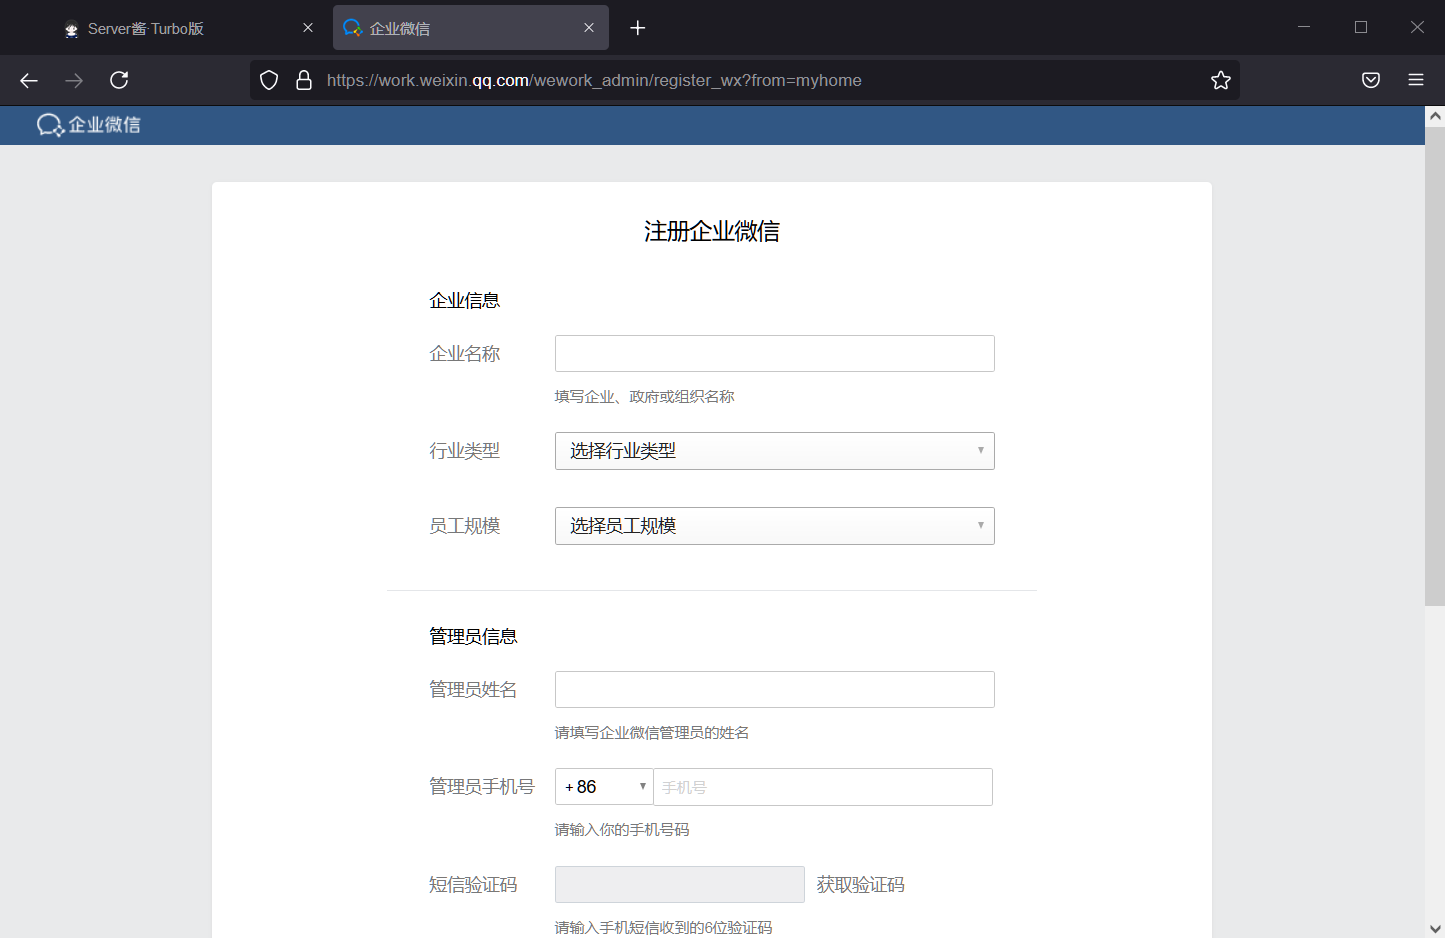 Server酱·Turbo版
企业微信
https://work.weixin.qq.com/wework_admin/register_wx?from=myhome
企业微信
注册企业微信
企业信息
企业名称
填写企业、政府或组织名称
行业类型 选择行业类型
员工规模 选择员工规模
管理员信息
管理员姓名
请填写企业微信管理员的姓名
管理员手机号 + 86 手机号
请输入你的手机号码
短信验证码 获取验证码
请输入手机短信收到的6位验证码